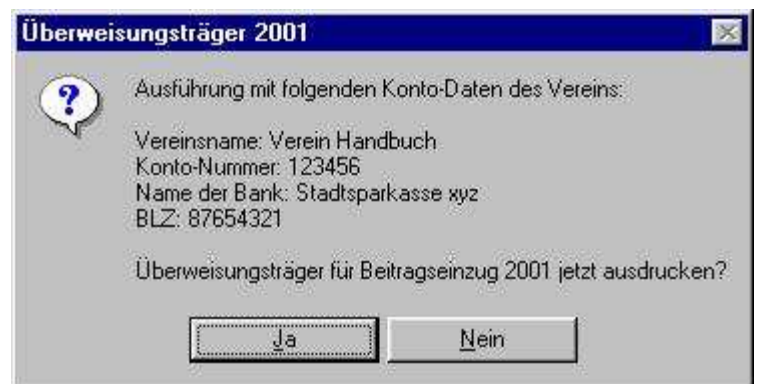 Überweisungsträger 2001
Ausführung mit folgenden Konto-Daten des Vereins:
Vereinsname: Verein Handbuch
Konto-Nummer: 123456
Name der Bank: Stadtsparkasse xyz
BLZ: 87654321
Überweisungsträger für Beitragseinzug 2001 jetzt ausdrucken?
Ja
Nein